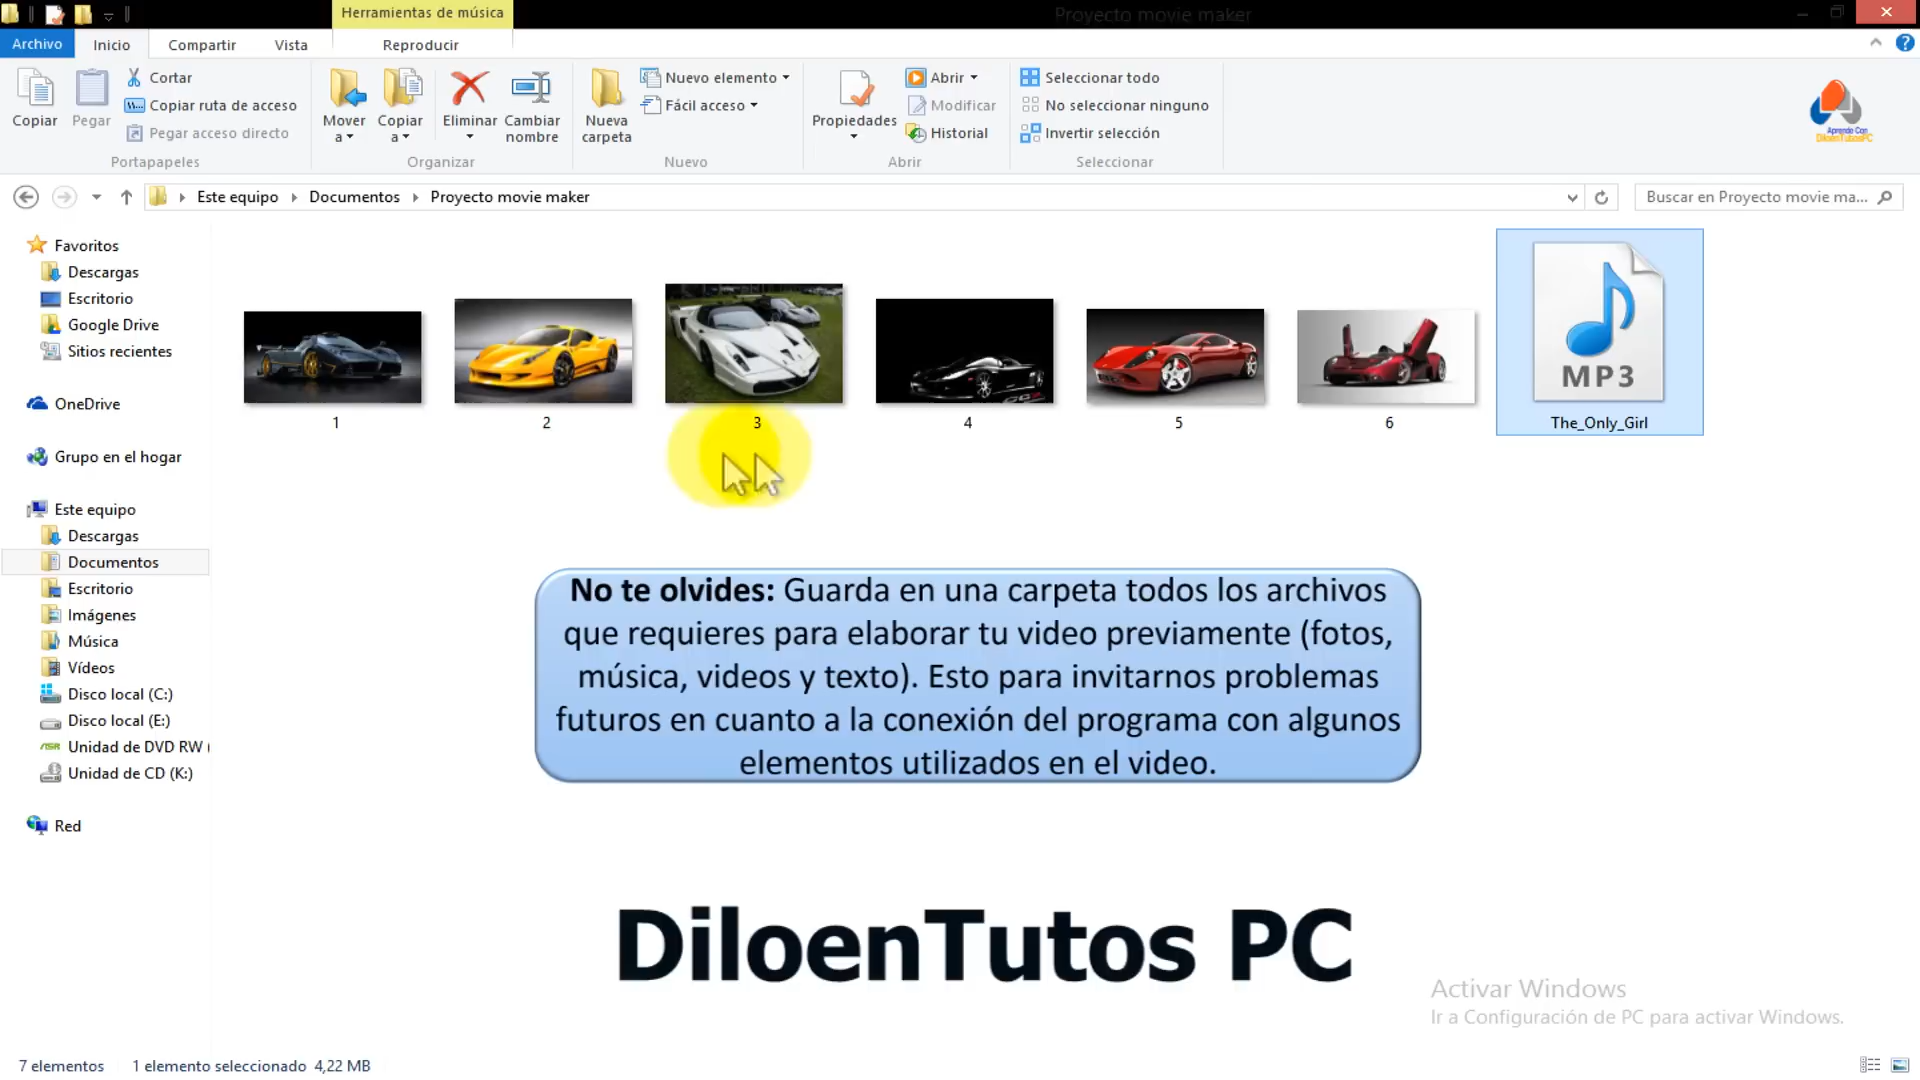 Herramientas de música
Proyecto movie maker
Archivo
Inicio
Compartir
Vista
Reproducir
Copiar
Pegar
Cortar
Copiar ruta de acceso
Pegar acceso directo
Portapapeles
Mover a
Copiar a
Eliminar
Cambiar nombre
Organizar
Nueva carpeta
Nuevo elemento
Fácil acceso
Nuevo
Propiedades
Abrir
Modificar
Historial
Abrir
Seleccionar todo
No seleccionar ninguno
Invertir selección
Seleccionar
Aprende Con
DiloenTutosPC
Este equipo
Documentos
Proyecto movie maker
Buscar en Proyecto movie ma...
Favoritos
Descargas
Escritorio
Google Drive
Sitios recientes
OneDrive
Grupo en el hogar
Este equipo
Descargas
Documentos
Escritorio
Imágenes
Música
Vídeos
Disco local (C:)
Disco local (E:)
Unidad de DVD RW (
Unidad de CD (K:)
Red
1
2
3
4
5
6
MP3
The_Only_Girl
No te olvides: Guarda en una carpeta todos los archivos
que requieres para elaborar tu video previamente (fotos,
música, videos y texto). Esto para invitarnos problemas
futuros en cuanto a la conexión del programa con algunos
elementos utilizados en el video.
DiloenTutos PC
Activar Windows
Ir a Configuración de PC para activar Windows.
7 elementos
1 elemento seleccionado 4,22 MB